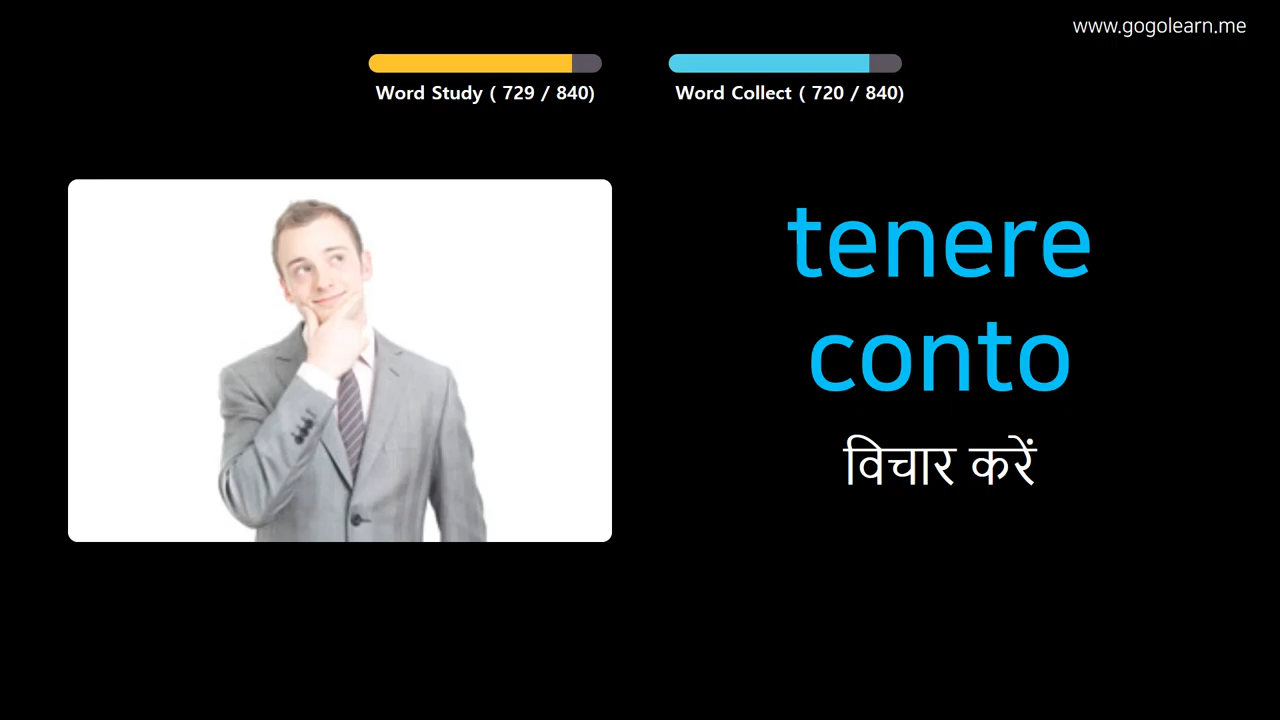 www.gogolearn.me
Word Study ( 729 / 840)
Word Collect ( 720 / 840)
tenere
conto
विचार करें